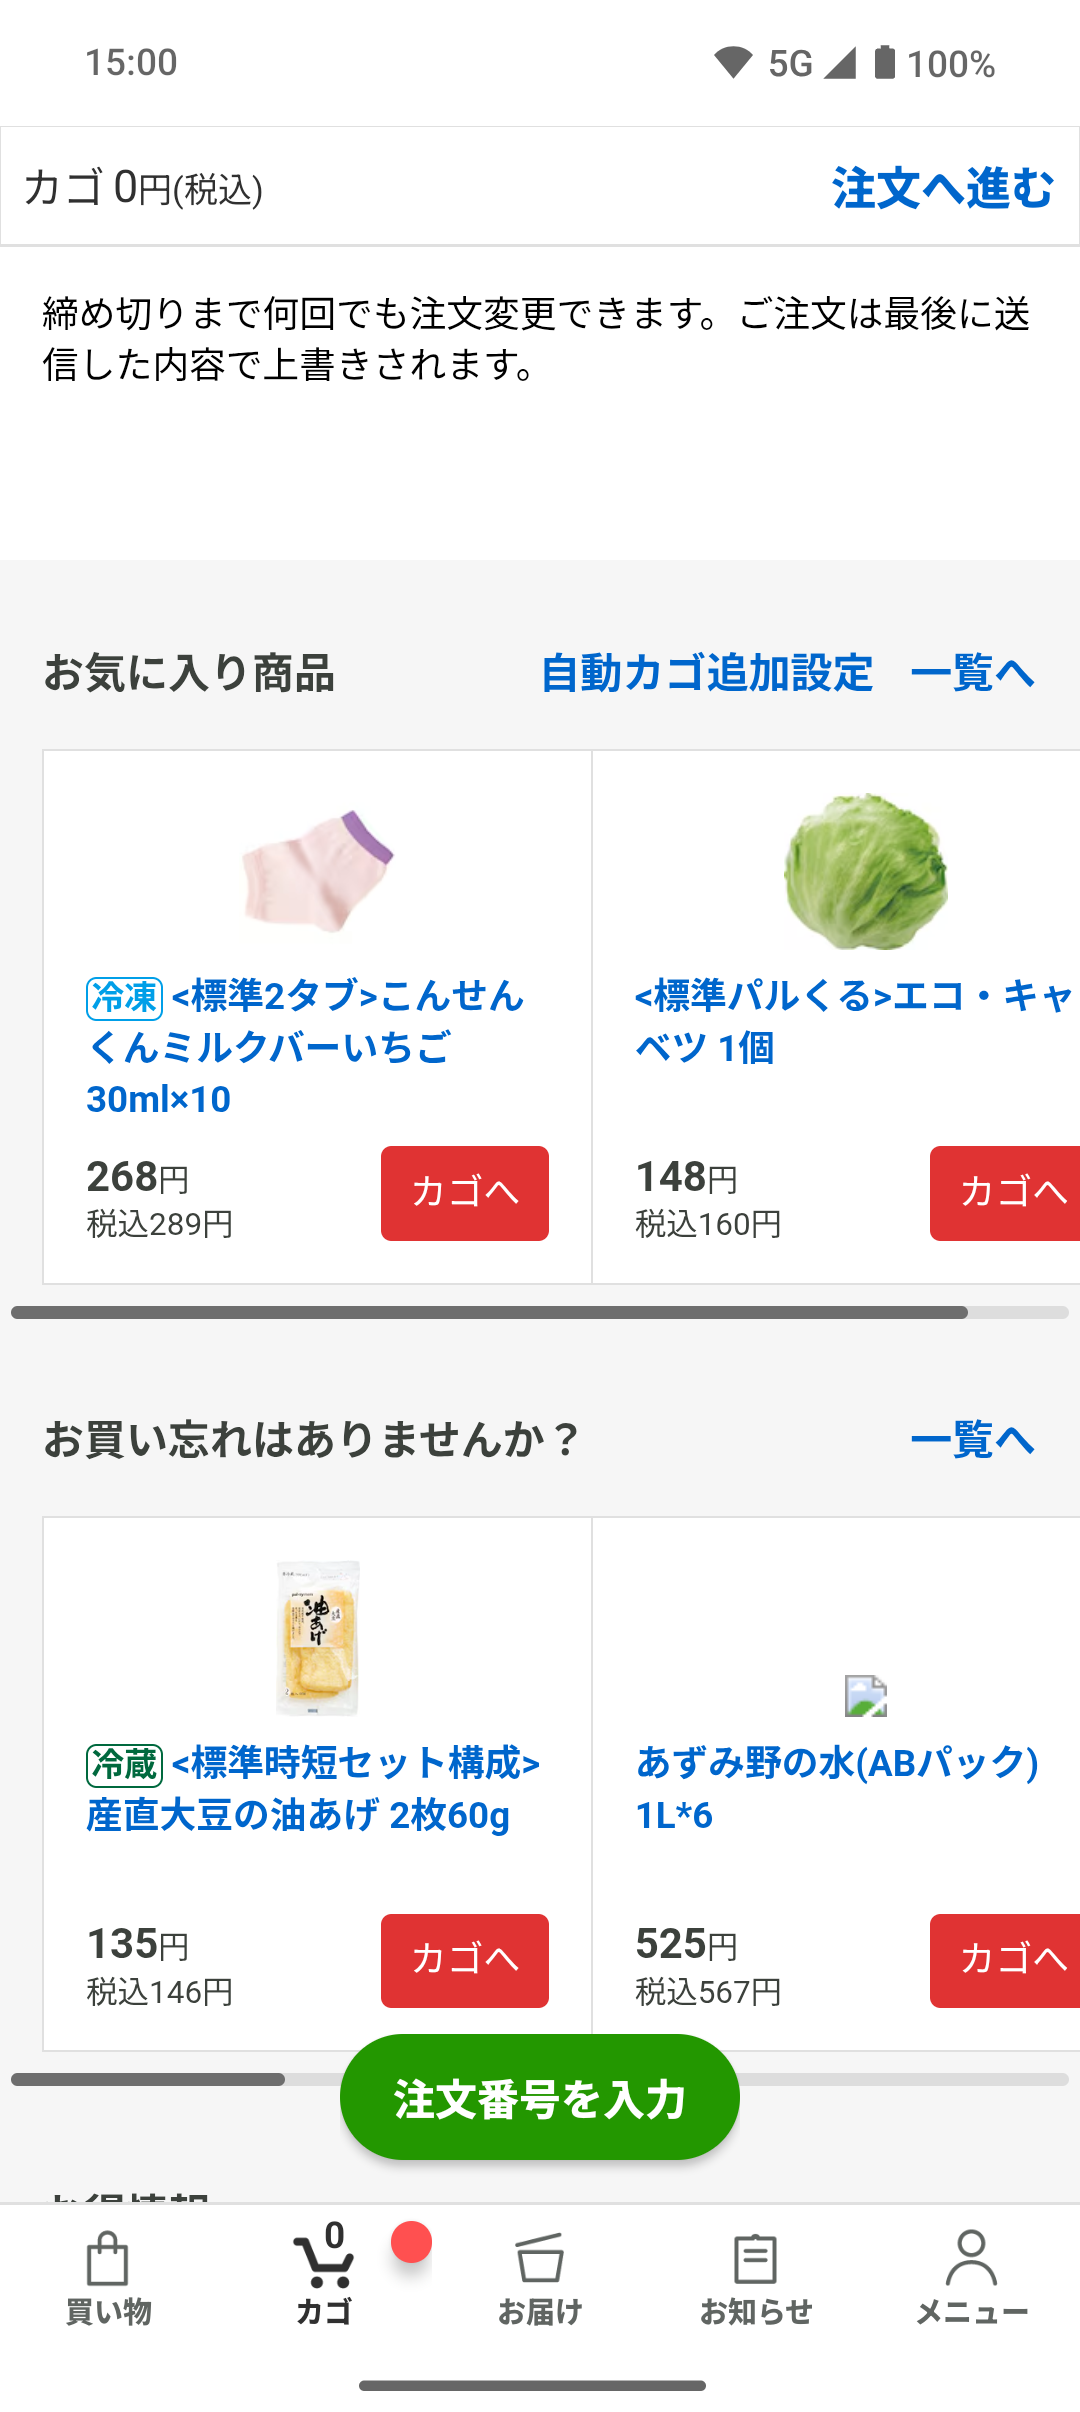 15:00
5G 100%
カゴ 0円(税込)
注文へ進む
締め切りまで何回でも注文変更できます。ご注文は最後に送
信した内容で上書きされます。
お気に入り商品
自動カゴ追加設定
一覧へ
冷凍 <標準2タブ>こんせん
くんミルクバーいちご
30ml×10
268円
税込289円
カゴへ
<標準パルくる>エコ・キャ
ベツ 1個
148円
税込160円
カゴへ
お買い忘れはありませんか？
一覧へ
油あげ
冷蔵 <標準時短セット構成>
産直大豆の油あげ 2枚60g
135円
税込146円
カゴへ
あずみ野の水(ABパック)
1L*6
525円
税込567円
カゴへ
注文番号を入力
お得情報
0
買い物
カゴ
お届け
お知らせ
メニュー